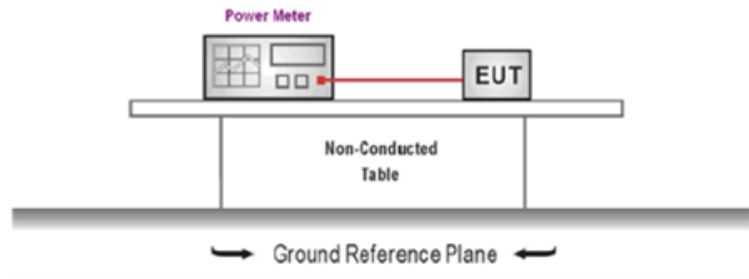 Power Meter
EUT
Non-Conducted
Table
Ground Reference Plane